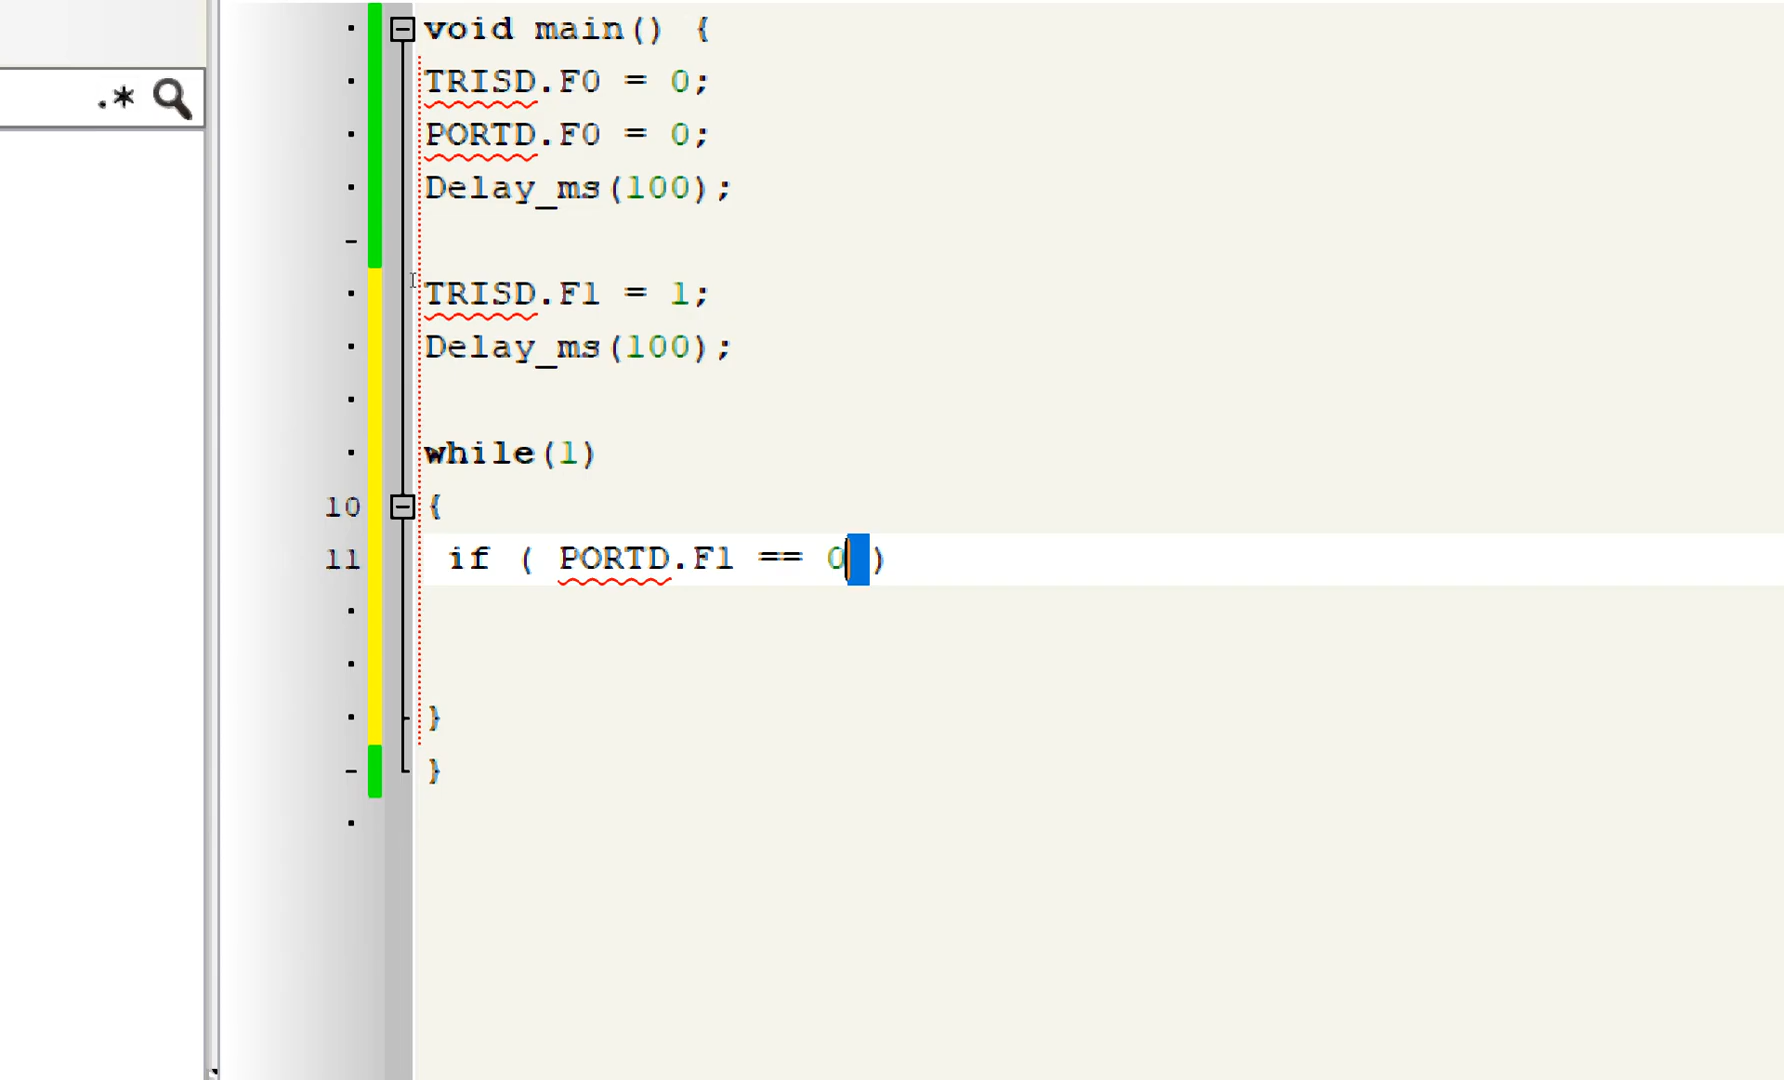 .*
void main() {
TRISD.F0 = 0;
PORTD.F0 = 0;
Delay_ms(100);
TRISD.F1 = 1;
Delay_ms(100);
while(1)
10 {
11 if ( PORTD.F1 == 0 )
}
}